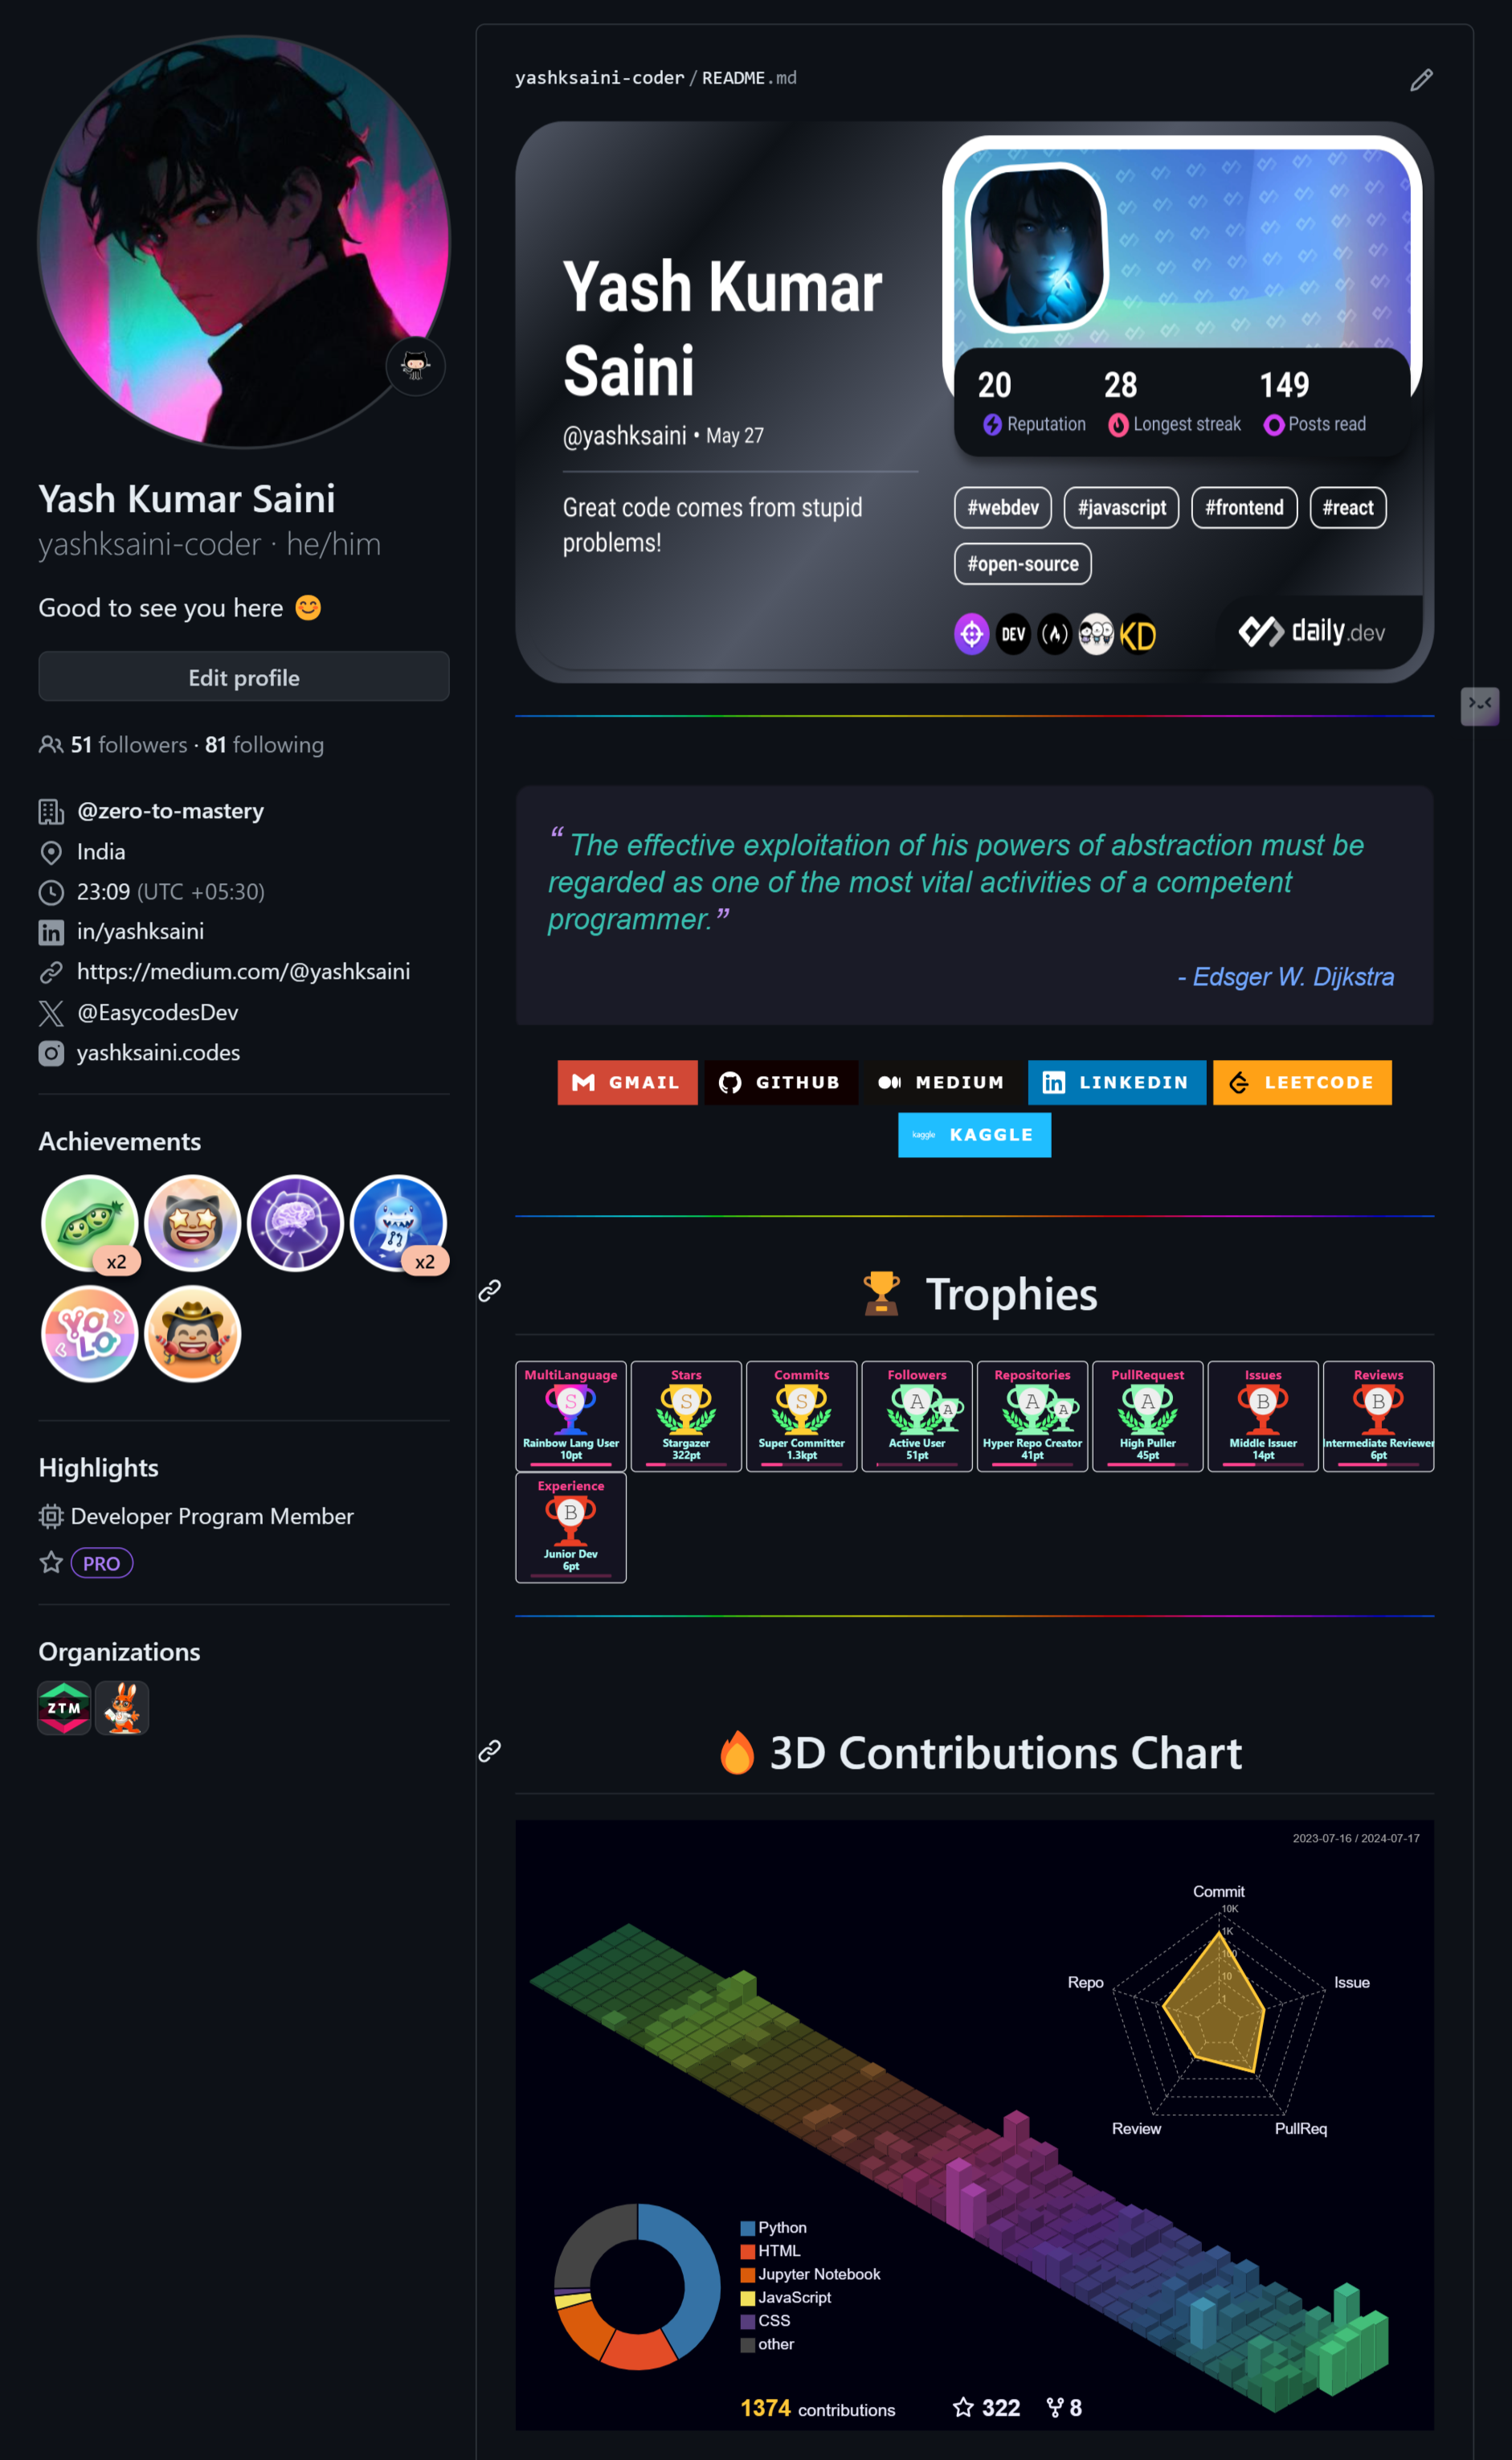 Yash Kumar Saini
yashksaini-coder · he/him
Good to see you here 😊
Edit profile
51 followers · 81 following
@zero-to-mastery
India
23:09 (UTC +05:30)
in/yashksaini
https://medium.com/@yashksaini
@EasycodesDev
yashksaini.codes
Achievements
x2
x2
YOLO
Highlights
Developer Program Member
PRO
Organizations
ZTM
yashksaini-coder / README.md
Yash Kumar
Saini
@yashksaini • May 27
Great code comes from stupid
problems!
20 28 149
Reputation Longest streak Posts read
#webdev #javascript #frontend #react
#open-source
DEV KD
daily.dev
“ The effective exploitation of his powers of abstraction must be
regarded as one of the most vital activities of a competent
programmer.”
- Edsger W. Dijkstra
GMAIL GITHUB MEDIUM LINKEDIN LEETCODE
kaggle KAGGLE
🏆 Trophies
MultiLanguage
S
Rainbow Lang User
10pt
Stars
S
Stargazer
322pt
Commits
S
Super Committer
1.3kpt
Followers
A A
Active User
51pt
Repositories
A A
Hyper Repo Creator
41pt
PullRequest
A
High Puller
45pt
Issues
B
Middle Issuer
14pt
Reviews
B
Intermediate Reviewer
6pt
Experience
B
Junior Dev
6pt
🔥 3D Contributions Chart
2023-07-16 / 2024-07-17
Commit
10K
1K
100
10
1
Repo
Issue
Review
PullReq
Python
HTML
Jupyter Notebook
JavaScript
CSS
other
1374 contributions 322 8